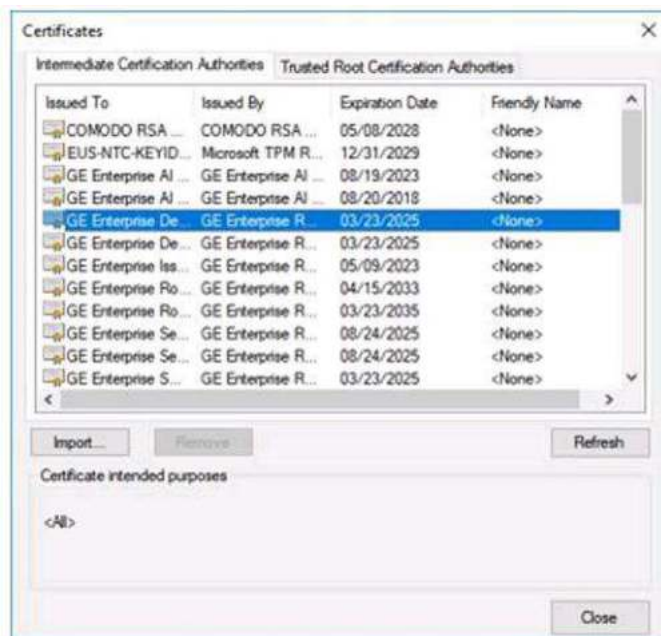 Certificates
Intermediate Certification Authorities Trusted Root Certification Authorities
Issued To Issued By Expiration Date Friendly Name
COMODO RSA ... COMODO RSA ... 05/08/2028 <None>
EUS-NTC-KEYID... Microsoft TPM R... 12/31/2029 <None>
GE Enterprise AI ... GE Enterprise AI ... 08/19/2023 <None>
GE Enterprise AI ... GE Enterprise AI ... 08/20/2018 <None>
GE Enterprise De... GE Enterprise R... 03/23/2025 <None>
GE Enterprise De... GE Enterprise R... 03/23/2025 <None>
GE Enterprise Iss... GE Enterprise R... 05/09/2023 <None>
GE Enterprise Ro... GE Enterprise R... 04/15/2033 <None>
GE Enterprise Ro... GE Enterprise R... 03/23/2035 <None>
GE Enterprise Se... GE Enterprise R... 08/24/2025 <None>
GE Enterprise Se... GE Enterprise R... 08/24/2025 <None>
GE Enterprise S... GE Enterprise R... 03/23/2025 <None>
Import... Remove Refresh
Certificate intended purposes
<All>
Close